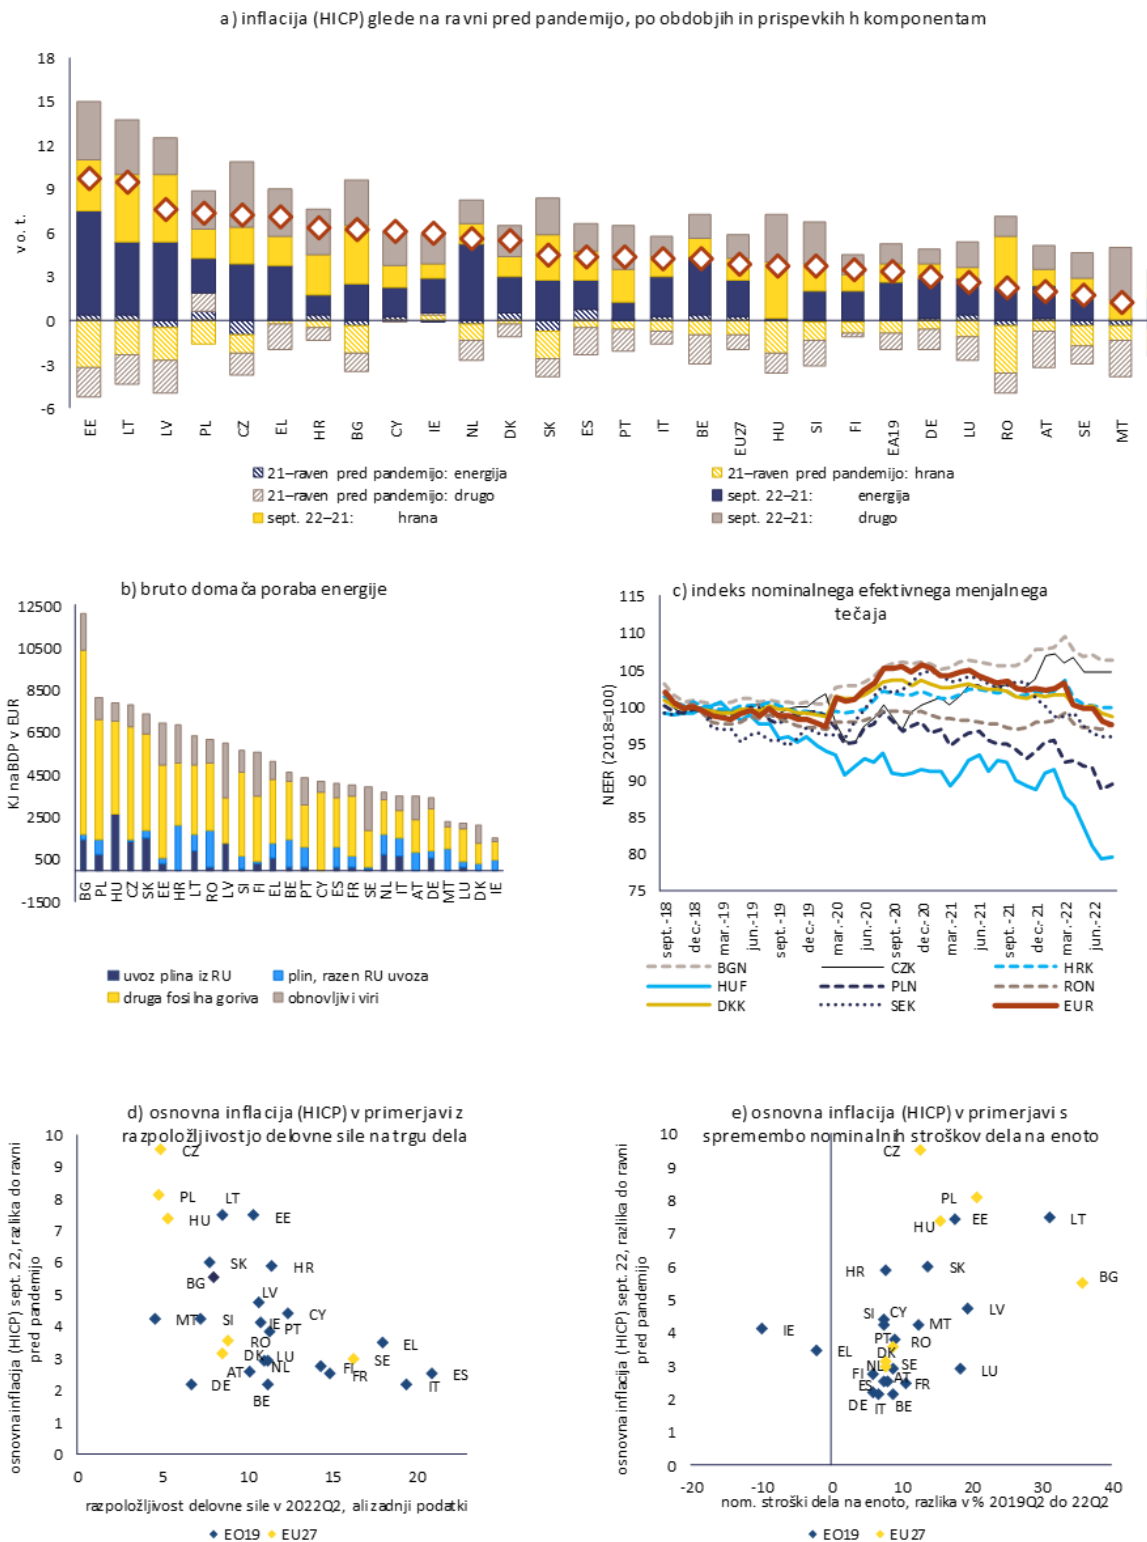 a) inflacija (HICP) glede na ravni pred pandemijo, po obdobjih in prispevkih h komponentam
v o. t.
18
15
12
9
6
3
0
-3
-6
EE LT LV PL CZ EL HR BG CY IE NL DK SK ES PT IT BE EU27 HU SI FI EA19 DE LU RO AT SE MT
21–raven pred pandemijo: energija
21–raven pred pandemijo: hrana
21–raven pred pandemijo: drugo
sept. 22–21: energija
sept. 22–21: hrana
sept. 22–21: drugo
b) bruto domača poraba energije
KJ na BDP v EUR
12500
10500
8500
6500
4500
2500
500
-1500
BG PL HU CZ SK EE HR LT RO LV SI FI EL BE PT CY ES FR SE NL IT AT DE MT LU DK IE
uvoz plina iz RU
plin, razen RU uvoza
druga fosilna goriva
obnovljivi viri
c) indeks nominalnega efektivnega menjalnega
tečaja
NEER (2018=100)
115
110
105
100
95
90
85
80
75
sept.-18 dec.-18 mar.-19 jun.-19 sept.-19 dec.-19 mar.-20 jun.-20 sept.-20 dec.-20 mar.-21 jun.-21 sept.-21 dec.-21 mar.-22 jun.-22
BGN CZK HRK
HUF PLN RON
DKK SEK EUR
d) osnovna inflacija (HICP) v primerjavi z
razpoložljivostjo delovne sile na trgu dela
osnovna inflacija (HICP) sept. 22, razlika do ravni
pred pandemijo
10
9
8
7
6
5
4
3
2
1
0
CZ
PL LT
HU EE
SK HR
BG
LV CY
MT SI IE PT
RO EL
DK LU SE
AT NL FI FR ES
DE BE IT
0 5 10 15 20
razpoložljivost delovne sile v 2022Q2, ali zadnji podatki
EO19 EU27
e) osnovna inflacija (HICP) v primerjavi s
spremembo nominalnih stroškov dela na enoto
osnovna inflacija (HICP) sept. 22, razlika do ravni
pred pandemijo
10
9
8
7
6
5
4
3
2
1
0
CZ
PL
HU EE LT
HR SK
BG
SI CY LV
IE MT
PT RO
EL DK
NL SE LU
FI AT
ES FR
DE IT BE
-20 -10 0 10 20 30 40
nom. stroški dela na enoto, razlika v % 2019Q2 do 22Q2
EO19 EU27